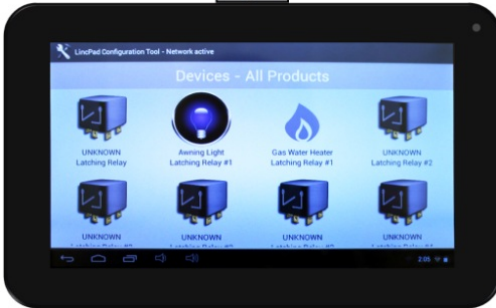 LincPad Configuration Tool - Network active
Devices - All Products
UNKNOWN
Latching Relay
Awning Light
Latching Relay #1
Gas Water Heater
Latching Relay #1
UNKNOWN
Latching Relay #2
UNKNOWN
UNKNOWN
UNKNOWN
UNKNOWN
2:05